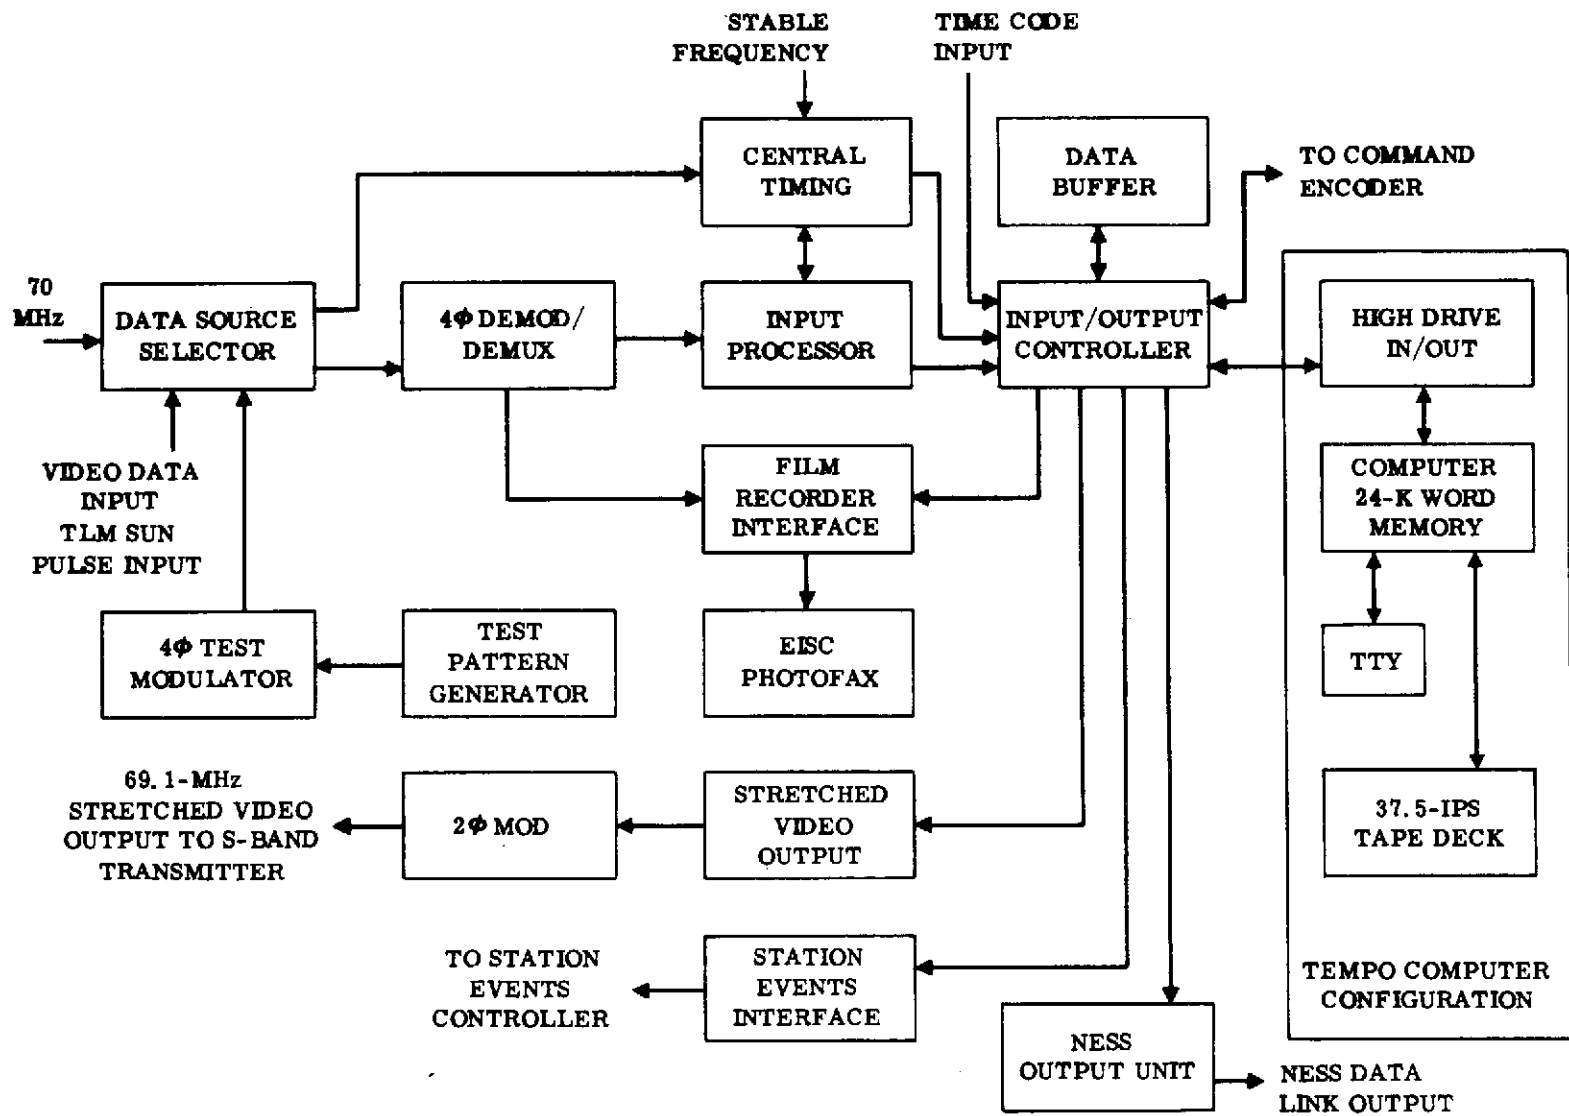 STABLE
FREQUENCY
TIME CODE
INPUT
CENTRAL
TIMING
DATA
BUFFER
TO COMMAND
ENCODER
70
MHz
DATA SOURCE
SELECTOR
4Φ DEMOD/
DEMUX
INPUT
PROCESSOR
INPUT/OUTPUT
CONTROLLER
HIGH DRIVE
IN/OUT
VIDEO DATA
INPUT
TLM SUN
PULSE INPUT
FILM
RECORDER
INTERFACE
COMPUTER
24-K WORD
MEMORY
4Φ TEST
MODULATOR
TEST
PATTERN
GENERATOR
EISC
PHOTOFAX
TTY
69.1-MHz
STRETCHED VIDEO
OUTPUT TO S-BAND
TRANSMITTER
2Φ MOD
STRETCHED
VIDEO
OUTPUT
37.5-IPS
TAPE DECK
TO STATION
EVENTS
CONTROLLER
STATION
EVENTS
INTERFACE
TEMPO COMPUTER
CONFIGURATION
NESS
OUTPUT UNIT
NESS DATA
LINK OUTPUT